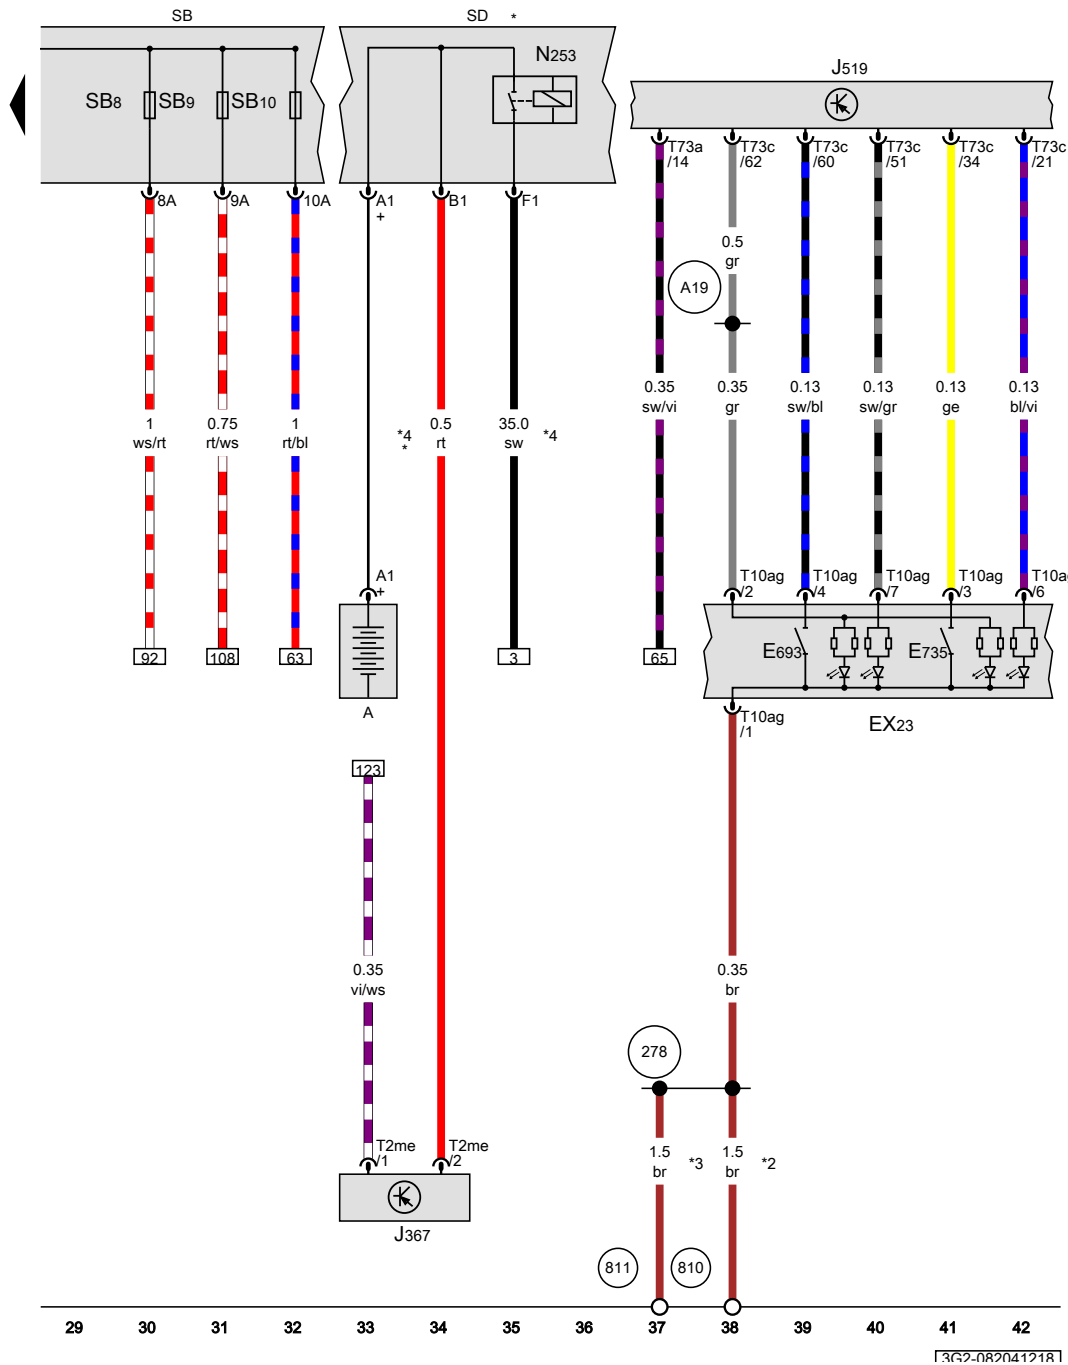 SB
SD *
J519
N253
SB8
SB9
SB10
8A
9A
10A
A1
+
B1
F1
T73a
/14
T73c
/62
T73c
/60
T73c
/51
T73c
/34
T73c
/21
0.5
gr
A19
1
ws/rt
0.75
rt/ws
1
rt/bl
*4
*
0.5
rt
35.0
sw
*4
0.35
sw/vi
0.35
gr
0.13
sw/bl
0.13
sw/gr
0.13
ge
0.13
bl/vi
A1
+
T10ag
/2
T10ag
/4
T10ag
/7
T10ag
/3
T10a
/6
E693
E735
92
108
63
3
65
A
T10ag
/1
EX23
123
0.35
vi/ws
0.35
br
278
T2me
/1
T2me
/2
J367
1.5
br
*3
1.5
br
*2
811
810
29 30 31 32 33 34 35 36 37 38 39 40 41 42
3G2-082041218